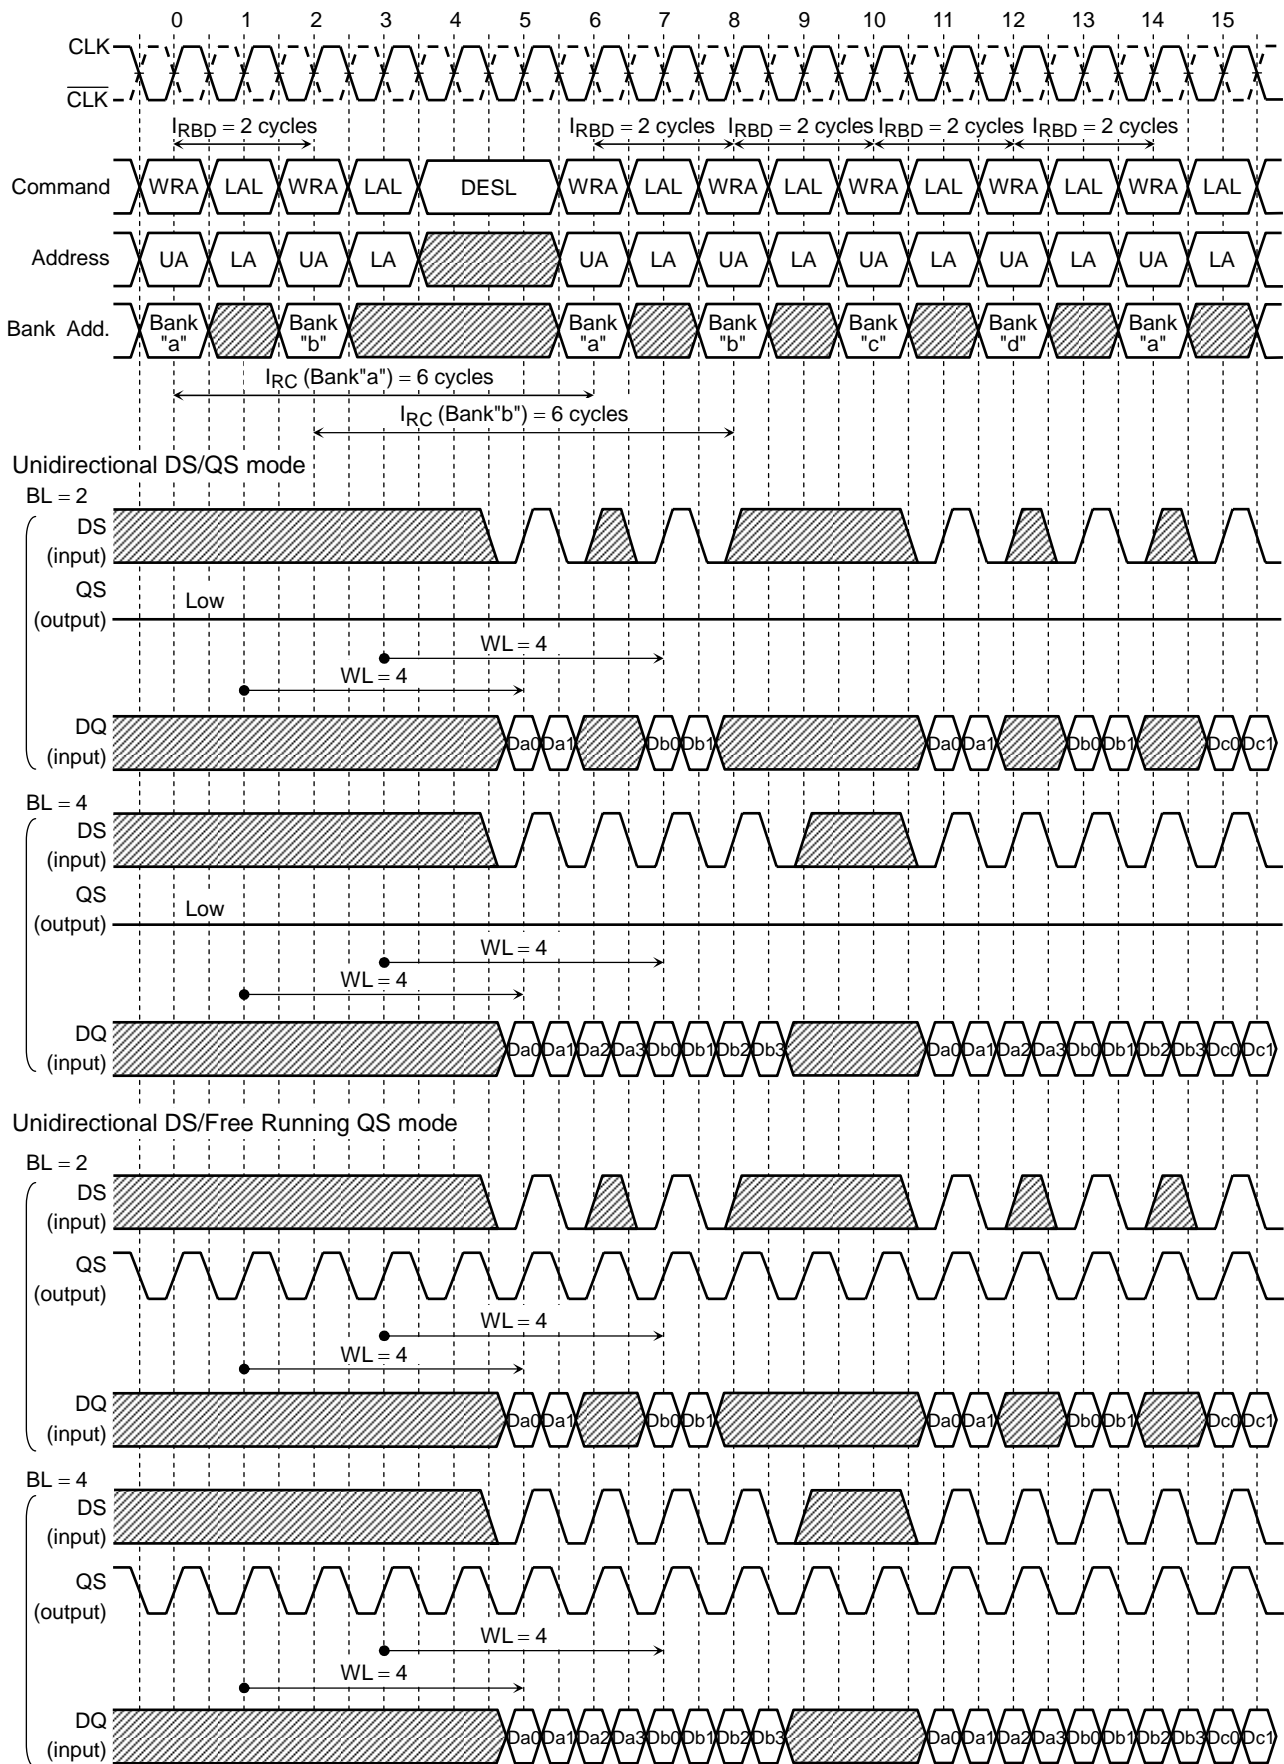 0 1 2 3 4 5 6 7 8 9 10 11 12 13 14 15
CLK
CLK
IRBD = 2 cycles IRBD = 2 cycles IRBD = 2 cycles IRBD = 2 cycles IRBD = 2 cycles
Command WRA LAL WRA LAL DESL WRA LAL WRA LAL WRA LAL WRA LAL WRA LAL
Address UA LA UA LA UA LA UA LA UA LA UA LA UA LA
Bank Add. Bank "a" Bank "b" Bank "a" Bank "b" Bank "c" Bank "d" Bank "a"
IRC (Bank"a") = 6 cycles
IRC (Bank"b") = 6 cycles
Unidirectional DS/QS mode
BL = 2
DS
(input)
QS
Low
(output)
WL = 4
WL = 4
DQ
(input)
Da0 Da1 Db0 Db1 Da0 Da1 Db0 Db1 Dc0 Dc1
BL = 4
DS
(input)
QS
Low
(output)
WL = 4
WL = 4
DQ
(input)
Da0 Da1 Da2 Da3 Db0 Db1 Db2 Db3 Da0 Da1 Da2 Da3 Db0 Db1 Db2 Db3 Dc0 Dc1
Unidirectional DS/Free Running QS mode
BL = 2
DS
(input)
QS
(output)
WL = 4
WL = 4
DQ
(input)
Da0 Da1 Db0 Db1 Da0 Da1 Db0 Db1 Dc0 Dc1
BL = 4
DS
(input)
QS
(output)
WL = 4
WL = 4
DQ
(input)
Da0 Da1 Da2 Da3 Db0 Db1 Db2 Db3 Da0 Da1 Da2 Da3 Db0 Db1 Db2 Db3 Dc0 Dc1